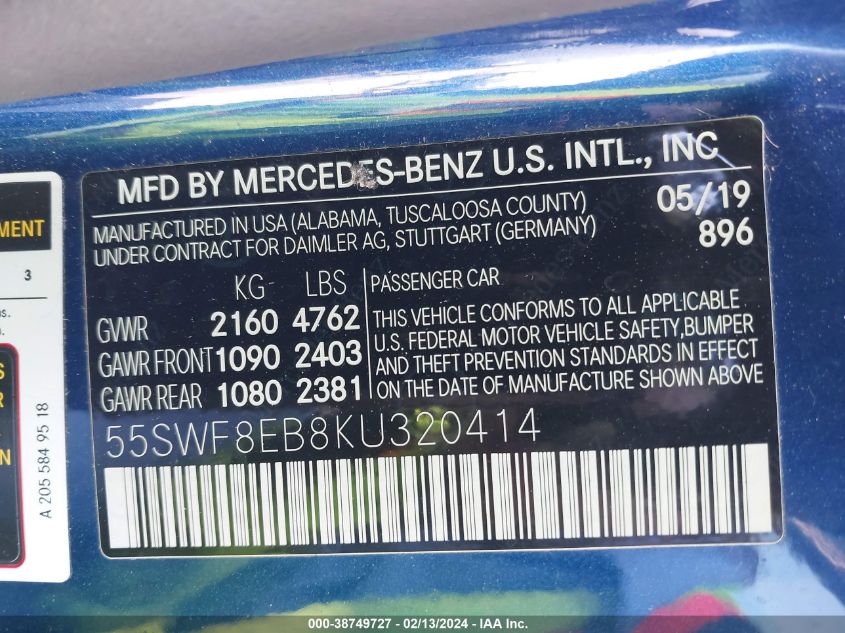 MENT
3
S
R
N
A 205 584 95 18
MFD BY MERCEDES-BENZ U.S. INTL., INC
MANUFACTURED IN USA (ALABAMA, TUSCALOOSA COUNTY)
UNDER CONTRACT FOR DAIMLER AG, STUTTGART (GERMANY)
05/19
896
KG LBS
GVWR 2160 4762
GAWR FRONT 1090 2403
GAWR REAR 1080 2381
PASSENGER CAR
THIS VEHICLE CONFORMS TO ALL APPLICABLE
U.S. FEDERAL MOTOR VEHICLE SAFETY, BUMPER
AND THEFT PREVENTION STANDARDS IN EFFECT
ON THE DATE OF MANUFACTURE SHOWN ABOVE
55SWF8EB8KU320414
000-38749727 - 02/13/2024 - IAA Inc.